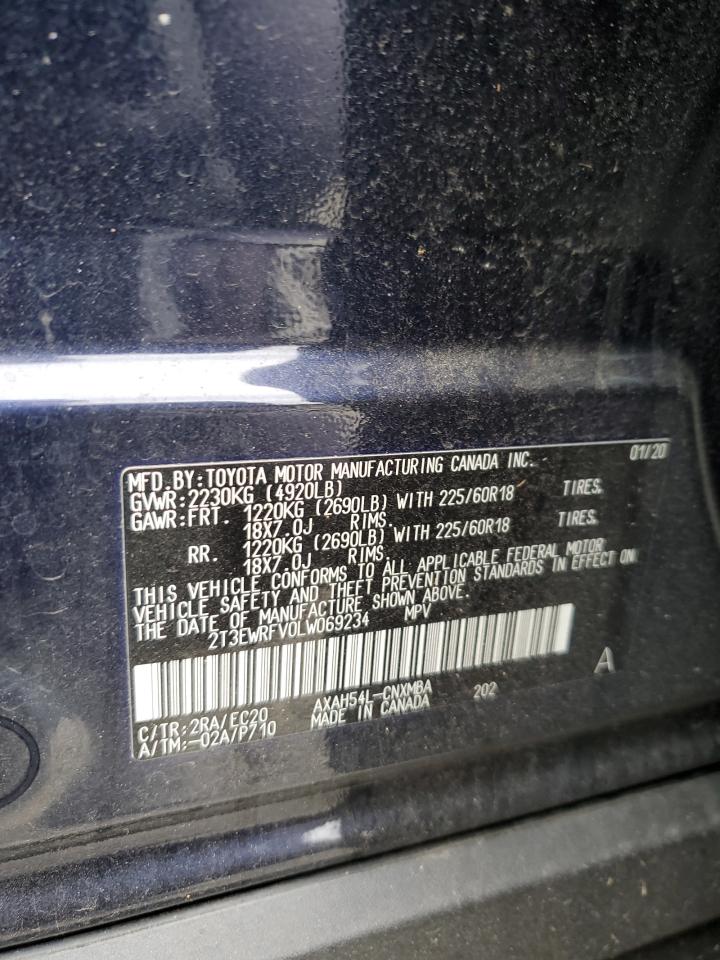 01/20
MFD.BY:TOYOTA MOTOR MANUFACTURING CANADA INC.
GVWR:2230KG (4920LB)
GAWR:FRT. 1220KG (2690LB) WITH 225/60R18 TIRES.
18X7.0J RIMS.
RR. 1220KG (2690LB) WITH 225/60R18 TIRES.
18X7.0J RIMS.
THIS VEHICLE CONFORMS TO ALL APPLICABLE FEDERAL MOTOR
VEHICLE SAFETY AND THEFT PREVENTION STANDARDS IN EFFECT ON
THE DATE OF MANUFACTURE SHOWN ABOVE.
2T3EWRFV0LW069234 MPV
A
C/TR:2RA/EC20 AXAH54L-CNXMBA 202
A/TM:-02A/P710 MADE IN CANADA